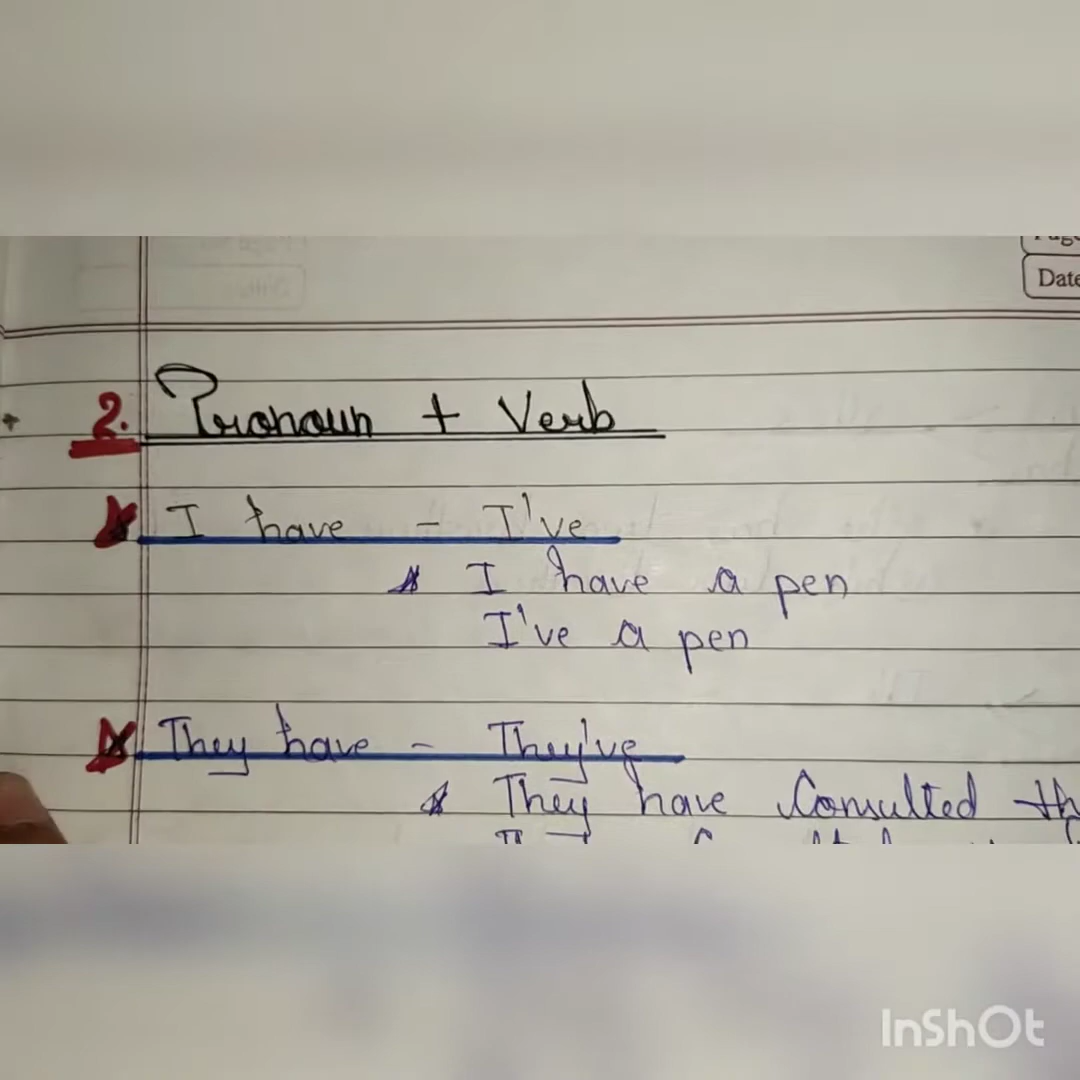 Date
2. Pronoun + Verb
I have - I've
I have a pen
I've a pen
They have - They've
They have Consulted
InShOt